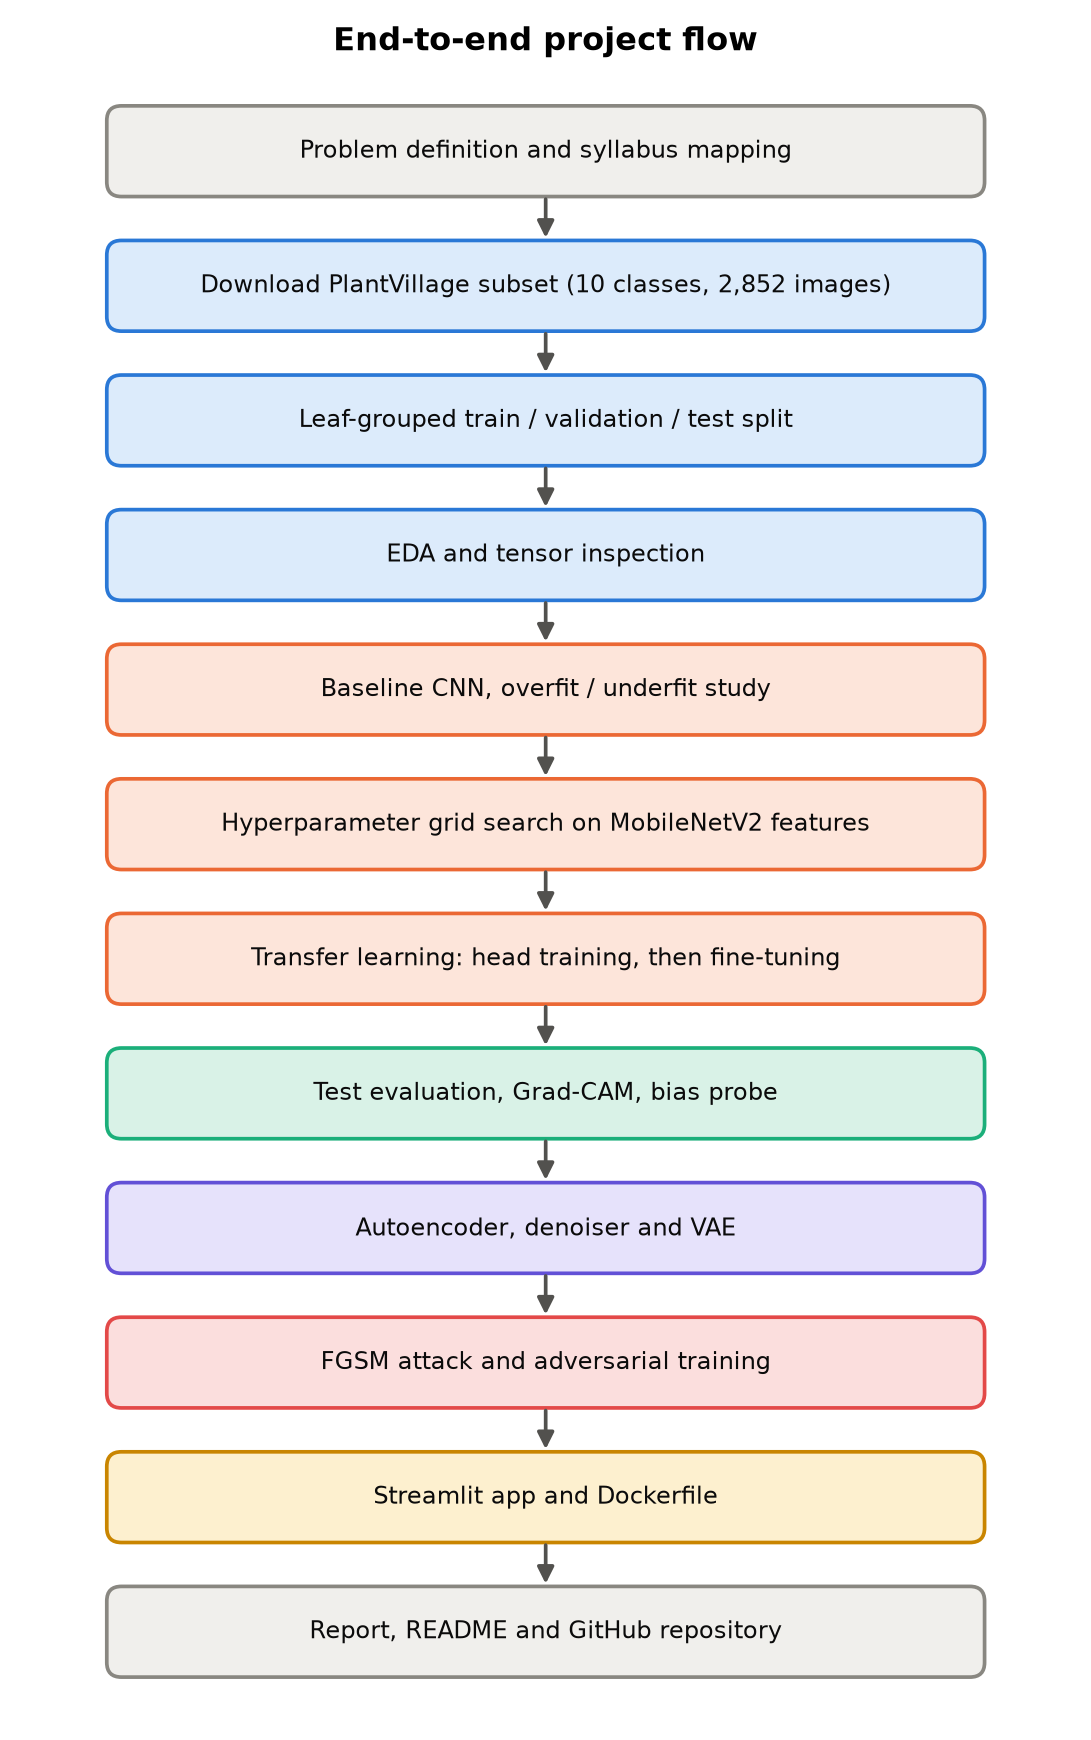 End-to-end project flow
Problem definition and syllabus mapping
Download PlantVillage subset (10 classes, 2,852 images)
Leaf-grouped train / validation / test split
EDA and tensor inspection
Baseline CNN, overfit / underfit study
Hyperparameter grid search on MobileNetV2 features
Transfer learning: head training, then fine-tuning
Test evaluation, Grad-CAM, bias probe
Autoencoder, denoiser and VAE
FGSM attack and adversarial training
Streamlit app and Dockerfile
Report, README and GitHub repository